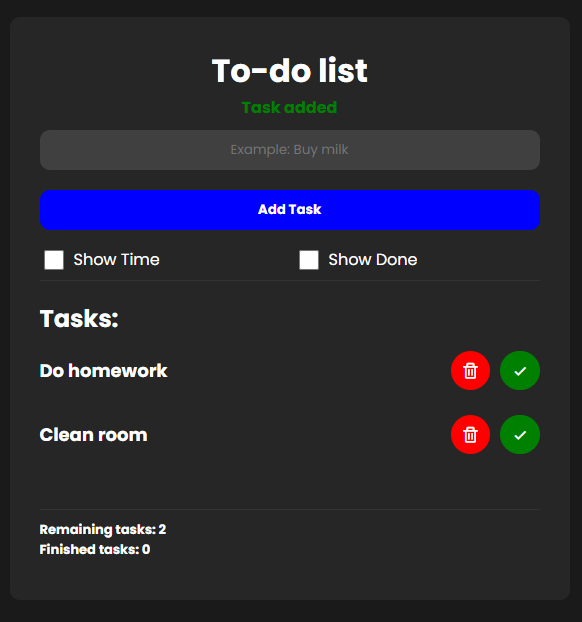 To-do list
Task added
Example: Buy milk
Add Task
Show Time Show Done
Tasks:
Do homework
Clean room
Remaining tasks: 2
Finished tasks: 0